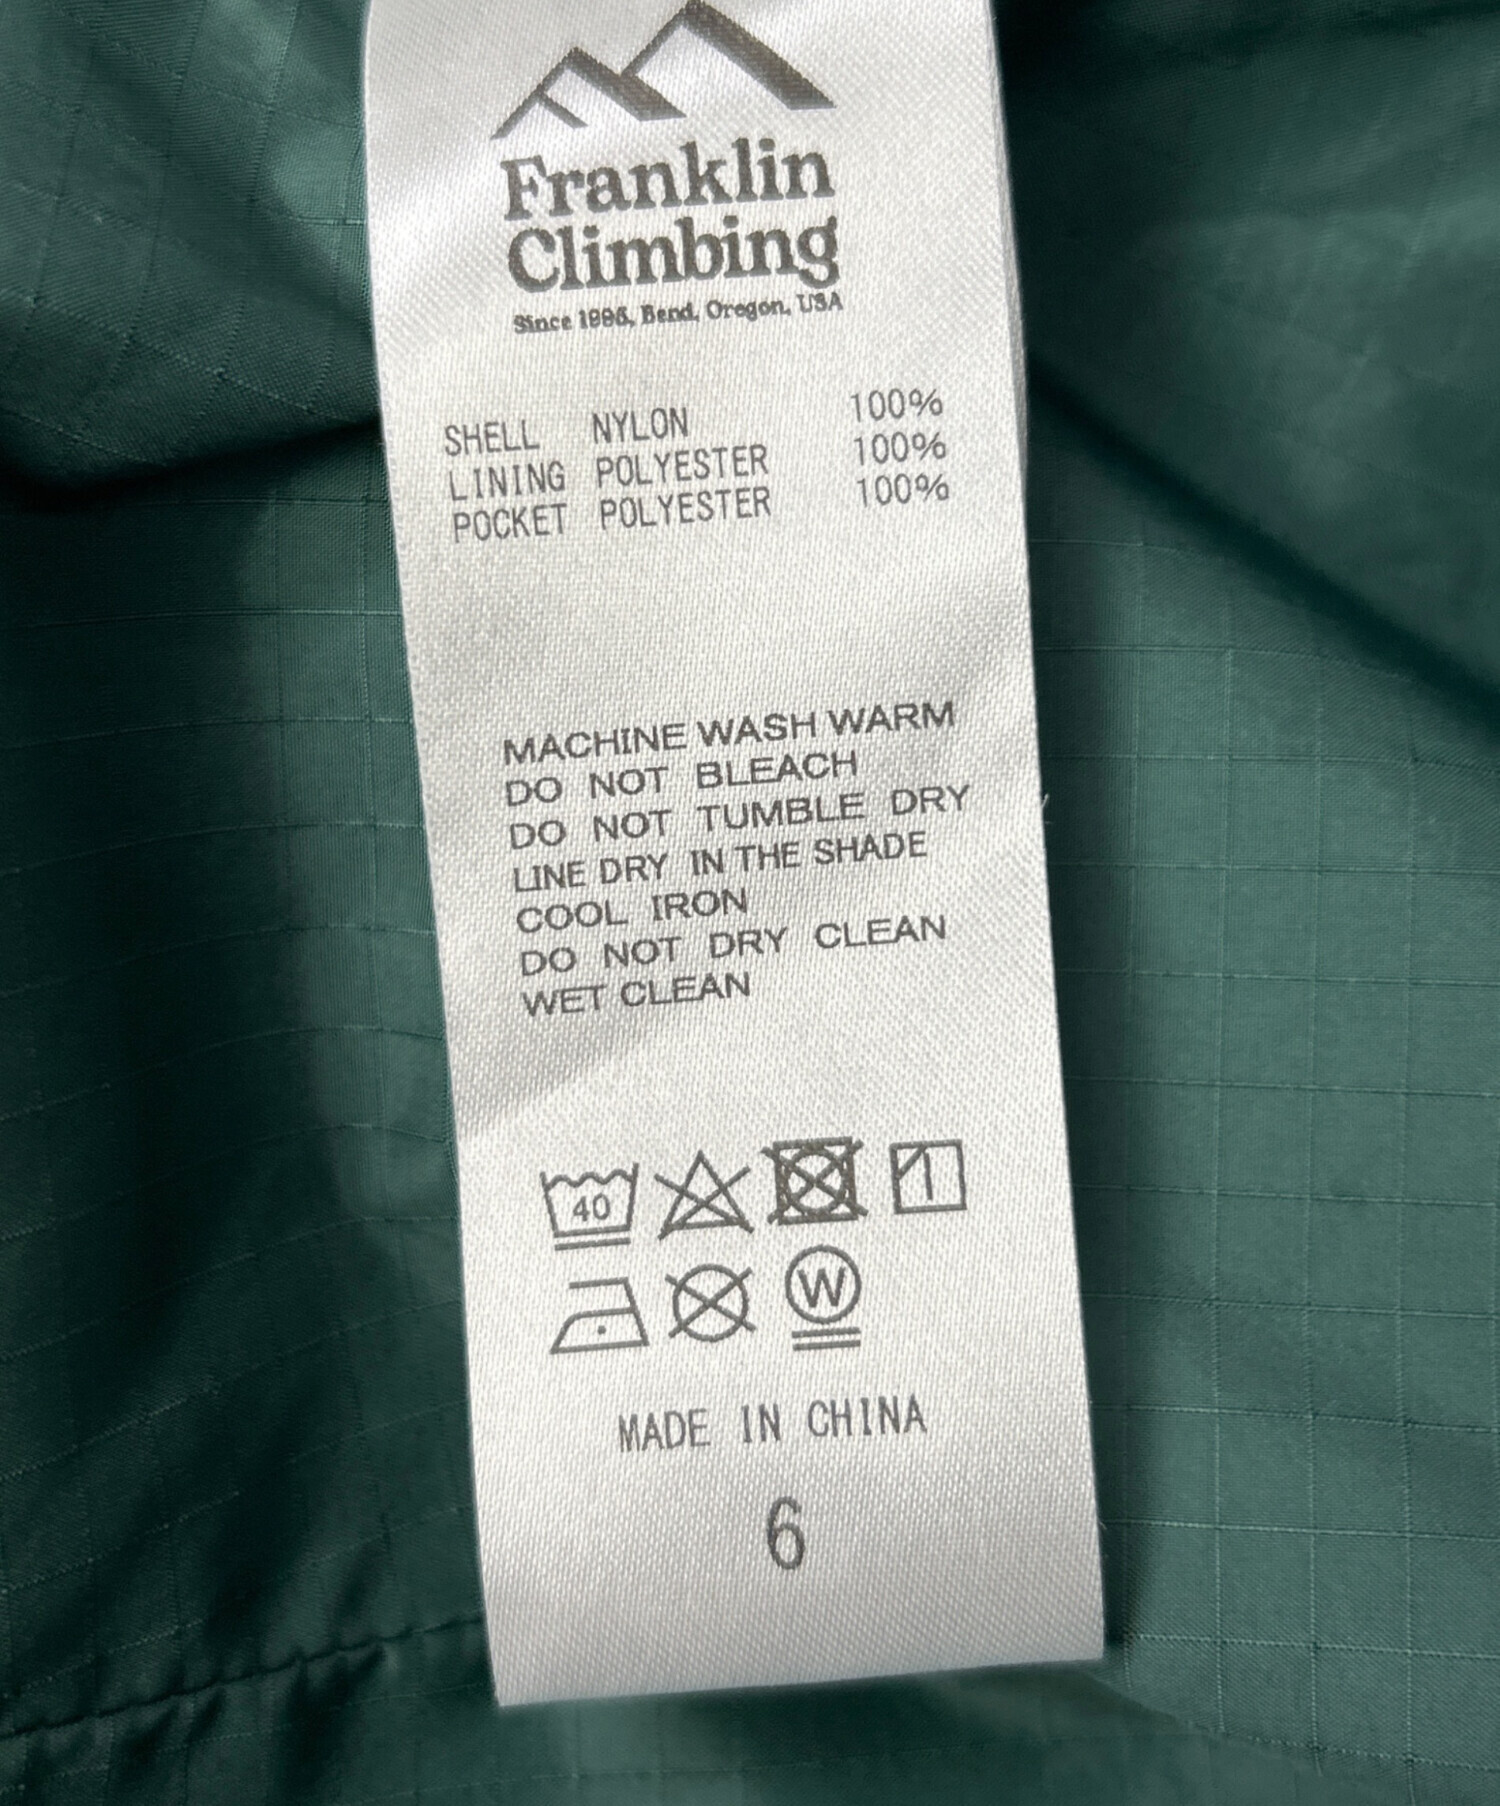 Franklin
Climbing
Since 1996, Bend, Oregon, USA
SHELL NYLON 100%
LINING POLYESTER 100%
POCKET POLYESTER 100%
MACHINE WASH WARM
DO NOT BLEACH
DO NOT TUMBLE DRY
LINE DRY IN THE SHADE
COOL IRON
DO NOT DRY CLEAN
WET CLEAN
40
W
MADE IN CHINA
6